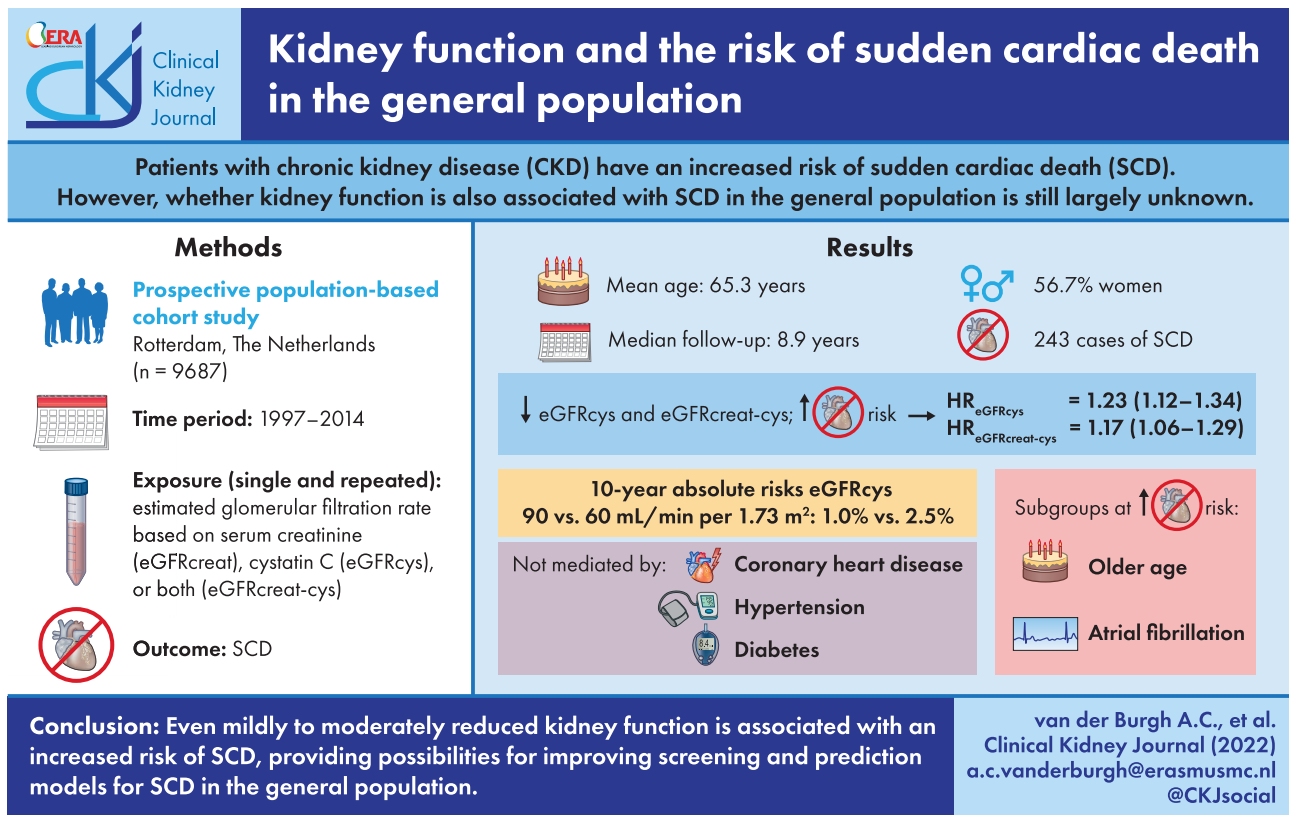 ERA
CKJ
Clinical
Kidney
Journal
Kidney function and the risk of sudden cardiac death
in the general population
Patients with chronic kidney disease (CKD) have an increased risk of sudden cardiac death (SCD).
However, whether kidney function is also associated with SCD in the general population is still largely unknown.
Methods
Prospective population-based
cohort study
Rotterdam, The Netherlands
(n = 9687)
Time period: 1997–2014
Exposure (single and repeated):
estimated glomerular filtration rate
based on serum creatinine
(eGFRcreat), cystatin C (eGFRcys),
or both (eGFRcreat-cys)
Outcome: SCD
Results
Mean age: 65.3 years
56.7% women
Median follow-up: 8.9 years
243 cases of SCD
↓ eGFRcys and eGFRcreat-cys; ↑ risk →
HR eGFRcys = 1.23 (1.12–1.34)
HR eGFRcreat-cys = 1.17 (1.06–1.29)
10-year absolute risks eGFRcys
90 vs. 60 mL/min per 1.73 m²: 1.0% vs. 2.5%
Not mediated by: Coronary heart disease
Hypertension
8.4
Diabetes
Subgroups at ↑ risk:
Older age
Atrial fibrillation
Conclusion: Even mildly to moderately reduced kidney function is associated with an
increased risk of SCD, providing possibilities for improving screening and prediction
models for SCD in the general population.
van der Burgh A.C., et al.
Clinical Kidney Journal (2022)
a.c.vanderburgh@erasmusmc.nl
@CKJsocial